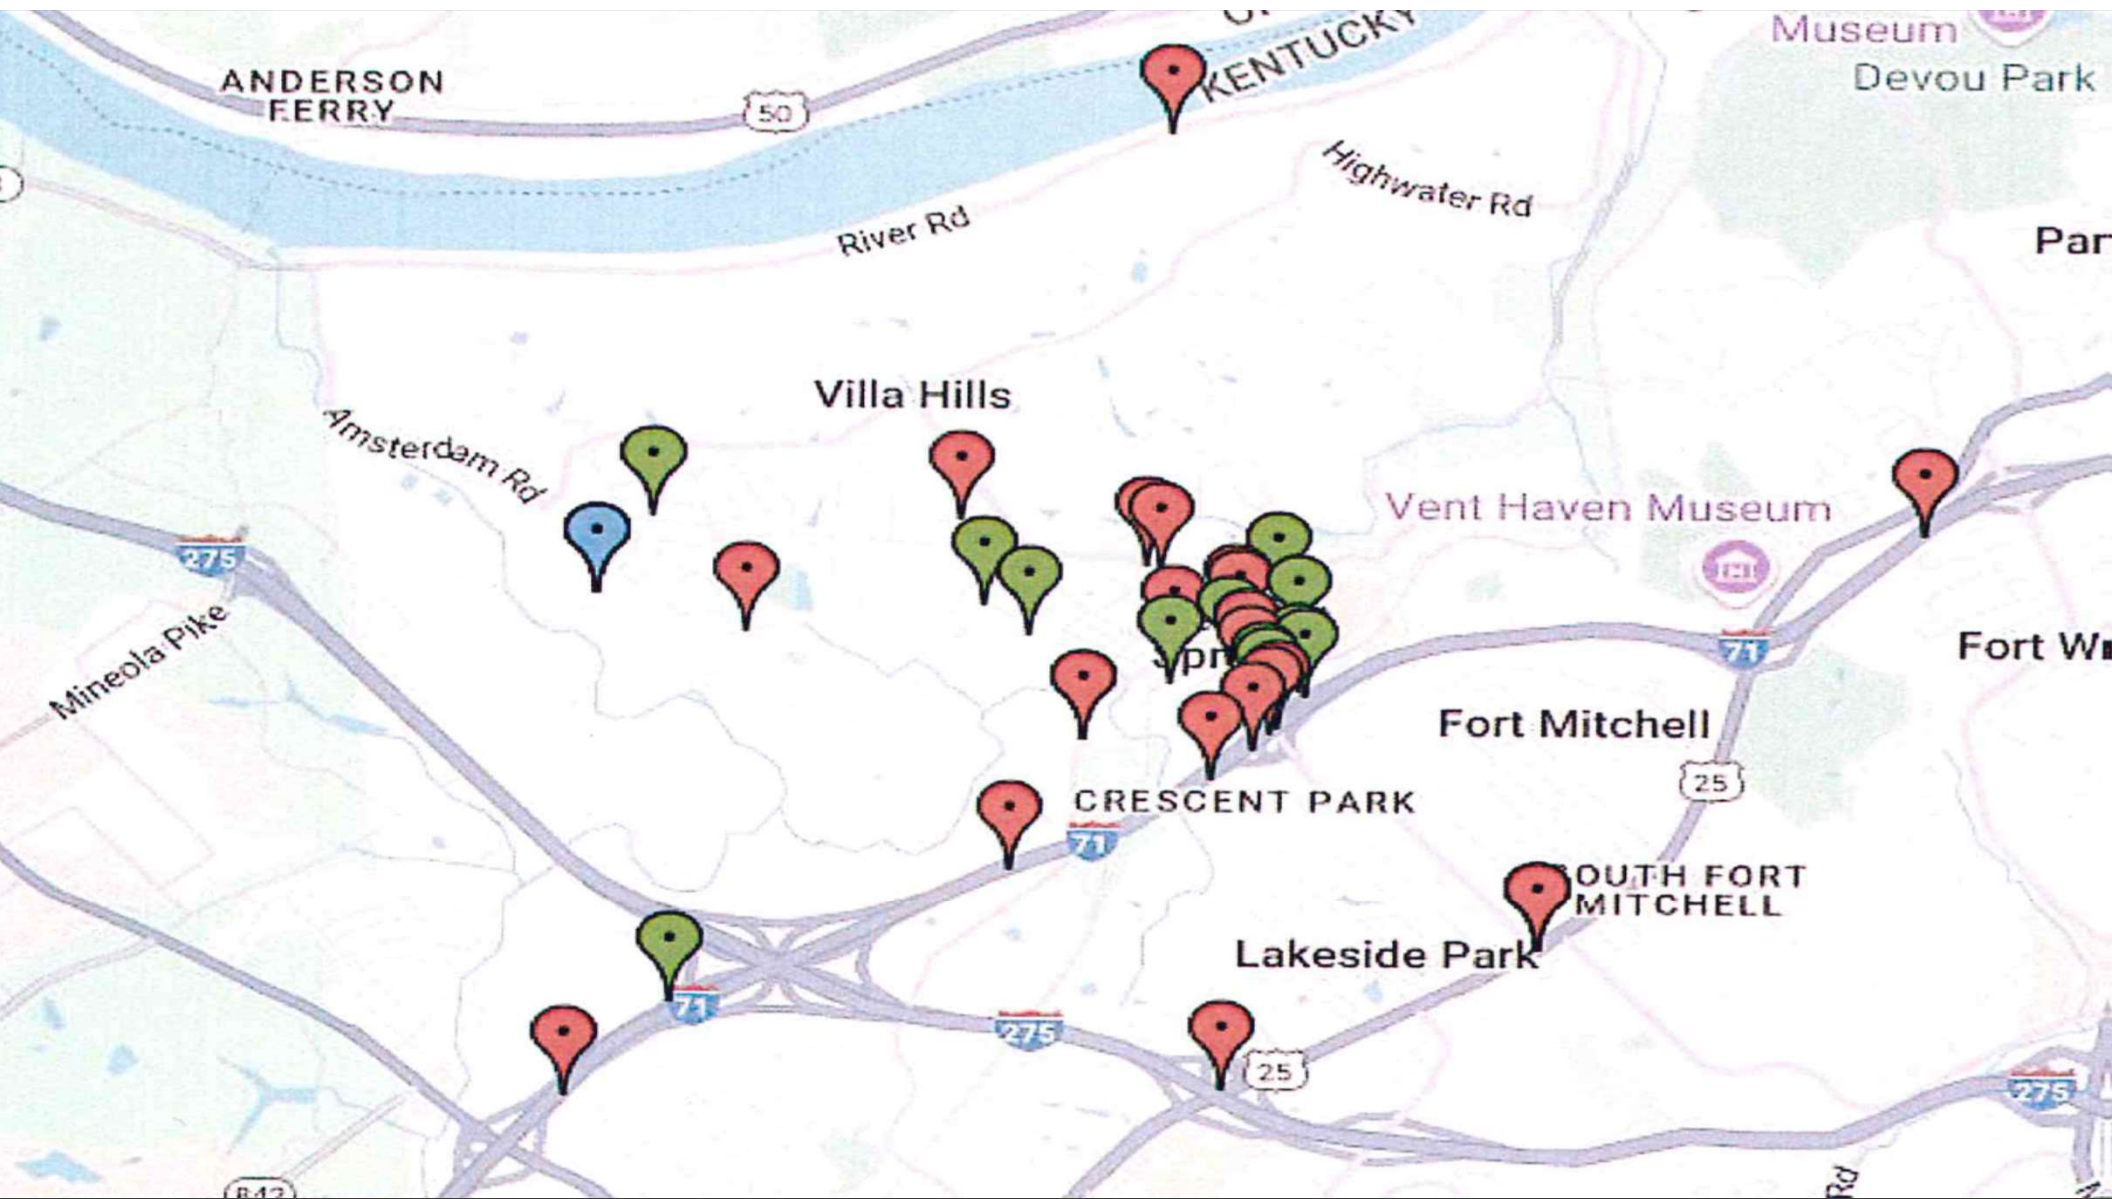 Museum
Devou Park
KENTUCKY
ANDERSON
FERRY
50
Highwater Rd
River Rd
Villa Hills
Amsterdam Rd
Vent Haven Museum
275
Mineola Pike
71
Fort Mitchell
25
CRESCENT PARK
71
OUTH FORT
MITCHELL
Lakeside Park
71
275
25
275
Rd